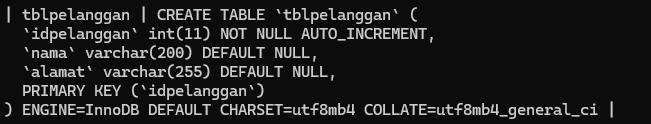 | tblpelanggan | CREATE TABLE `tblpelanggan` (
  `idpelanggan` int(11) NOT NULL AUTO_INCREMENT,
  `nama` varchar(200) DEFAULT NULL,
  `alamat` varchar(255) DEFAULT NULL,
  PRIMARY KEY (`idpelanggan`)
) ENGINE=InnoDB DEFAULT CHARSET=utf8mb4 COLLATE=utf8mb4_general_ci |